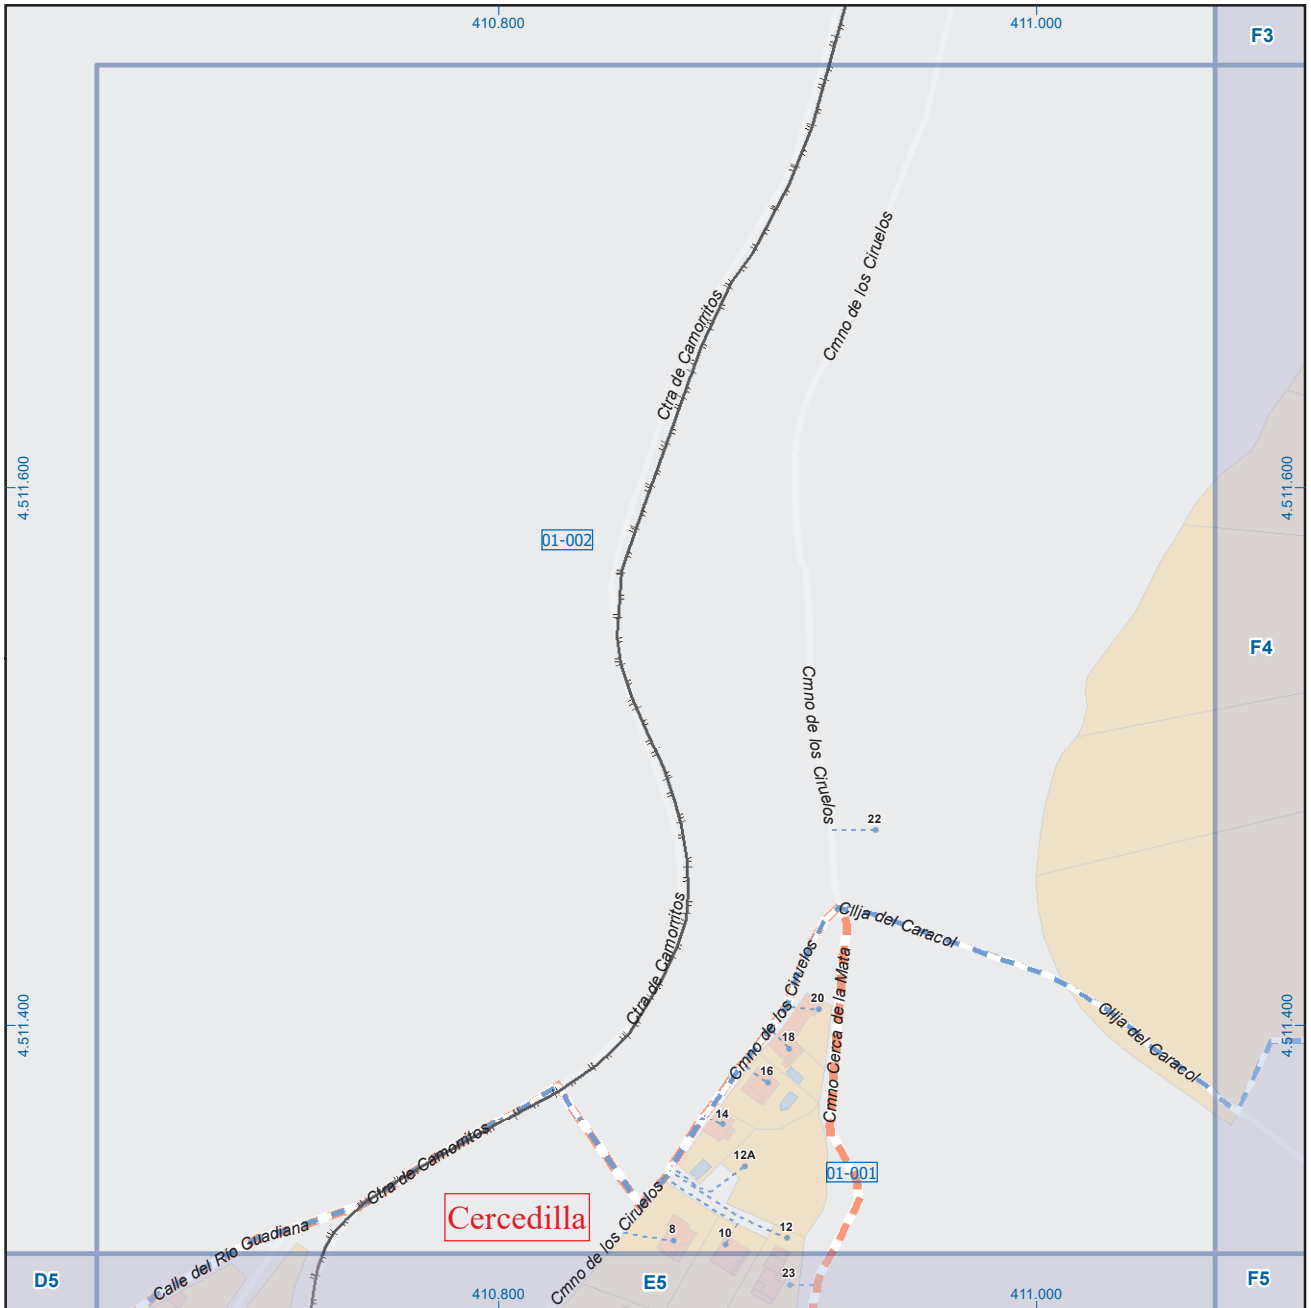 410.800
411.000
F3
Cmno de los Ciruelos
Ctra de Camorritos
4.511.600
4.511.600
01-002
F4
Cmno de los Ciruelos
22
Cllja del Caracol
Ctra de Camorritos
Cmno de los Ciruelos
Cmno Cerca de la Mata
20
4.511.400
Cllja del Caracol
4.511.400
18
16
14
Ctra de Camorritos
12A
01-001
Cercedilla
Cmno de los Ciruelos
Calle del Río Guadiana
8
10
12
D5
E5
23
F5
410.800
411.000